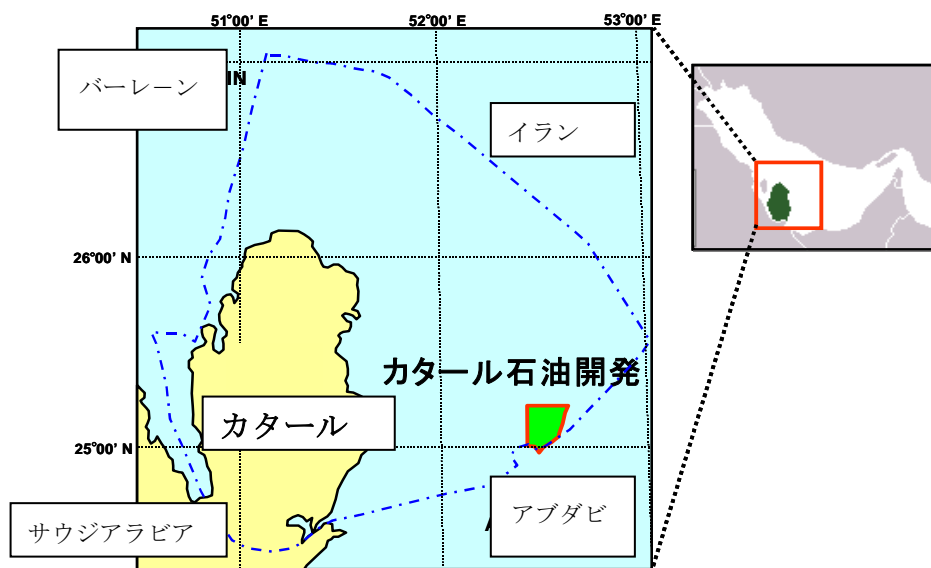 51°00' E
52°00' E
53°00' E
バーレーン
IN
イラン
26°00' N
カタール石油開発
カタール
25°00' N
アブダビ
サウジアラビア